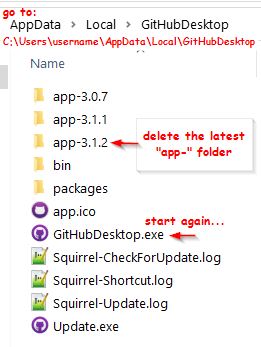 go to:
AppData > Local > GitHubDesktop
C:\Users\username\AppData\Local\GitHubDesktop
Name
app-3.0.7
app-3.1.1
app-3.1.2
delete the latest
"app-" folder
bin
packages
app.ico
start again...
GitHubDesktop.exe
Squirrel-CheckForUpdate.log
Squirrel-Shortcut.log
Squirrel-Update.log
Update.exe